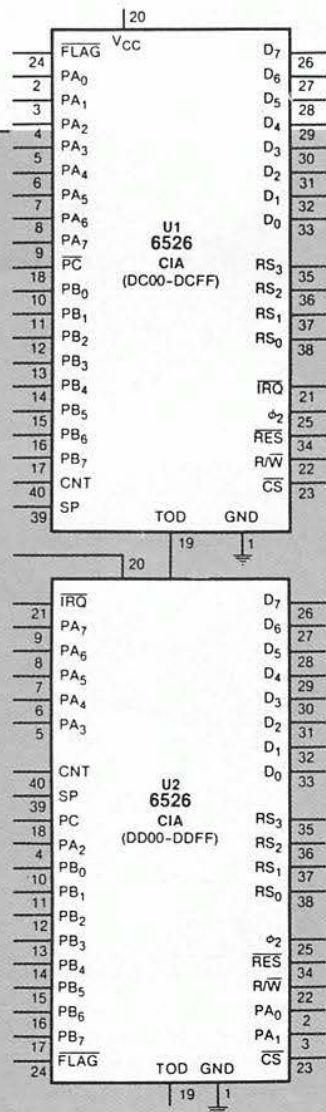 20
VCC
FLAG D7
24 26
PA0 D6
2 27
PA1 D5
3 28
PA2 D4
4 29
PA3 D3
5 30
PA4 D2
6 31
PA5 D1
7 32
PA6 D0
8 33
U1
6526
CIA
(DC00-DCFF)
PA7
9
PC RS3
18 35
PB0 RS2
10 36
PB1 RS1
11 37
PB2 RS0
12 38
PB3
13
PB4 IRQ
14 21
PB5 φ2
15 25
PB6 RES
16 34
PB7 R/W
17 22
CNT CS
40 23
SP
39
TOD GND
19 1
20
IRQ D7
21 26
PA7 D6
9 27
PA6 D5
8 28
PA5 D4
7 29
PA4 D3
6 30
PA3 D2
5 31
D1
32
CNT D0
40 33
U2
6526
CIA
(DD00-DDFF)
SP
39
PC RS3
18 35
PA2 RS2
4 36
PB0 RS1
10 37
PB1 RS0
11 38
PB2
12
PB3 φ2
13 25
PB4 RES
14 34
PB5 R/W
15 22
PB6 PA0
16 2
PB7 PA1
17 3
FLAG CS
24 23
TOD GND
19 1